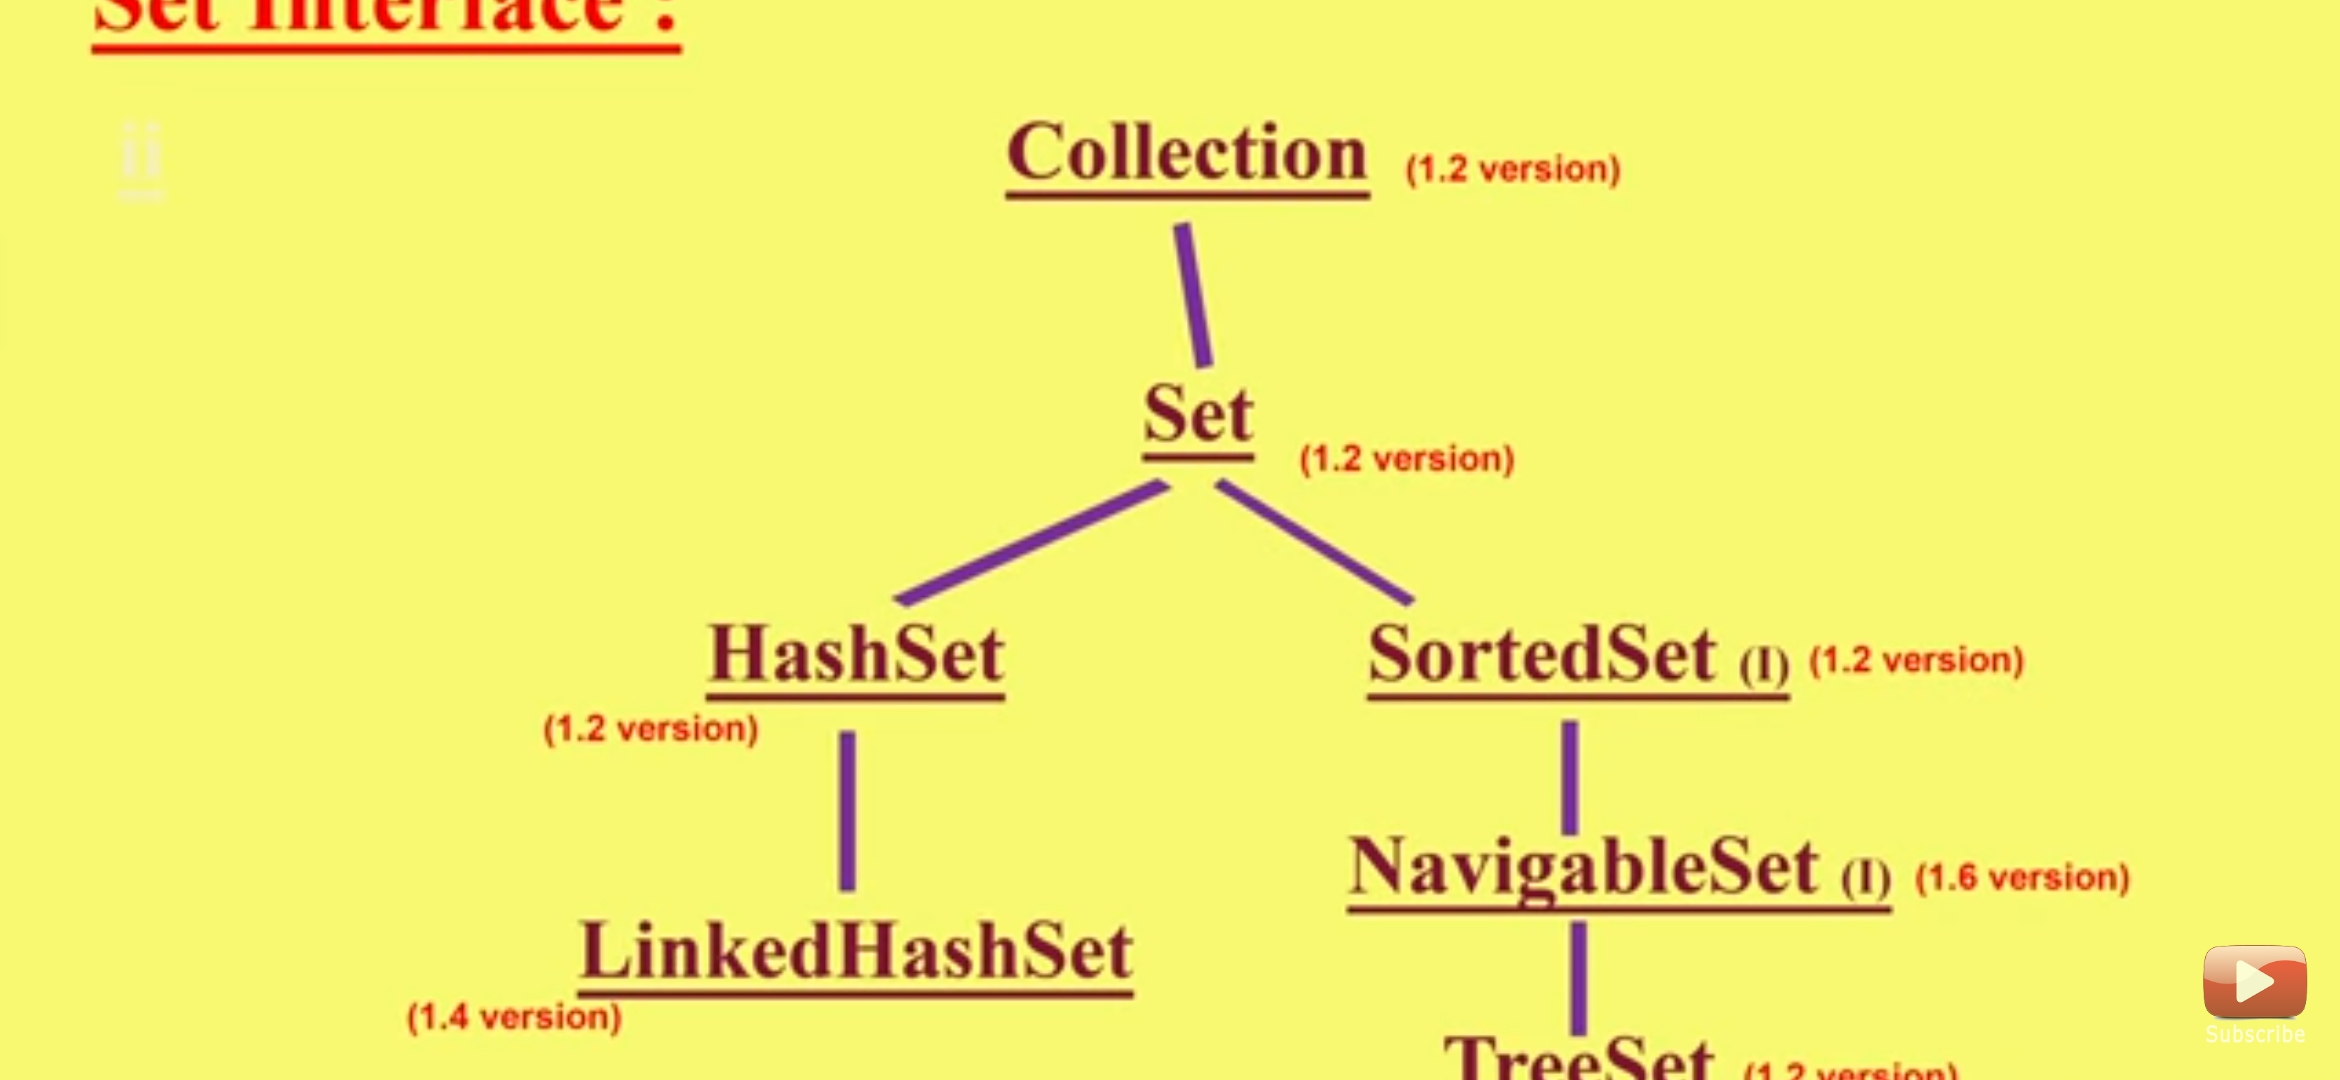 Set Interface :
ii
Collection (1.2 version)
Set (1.2 version)
HashSet (1.2 version)
SortedSet (I) (1.2 version)
NavigableSet (I) (1.6 version)
LinkedHashSet (1.4 version)
TreeSet (1.2 version)
Subscribe